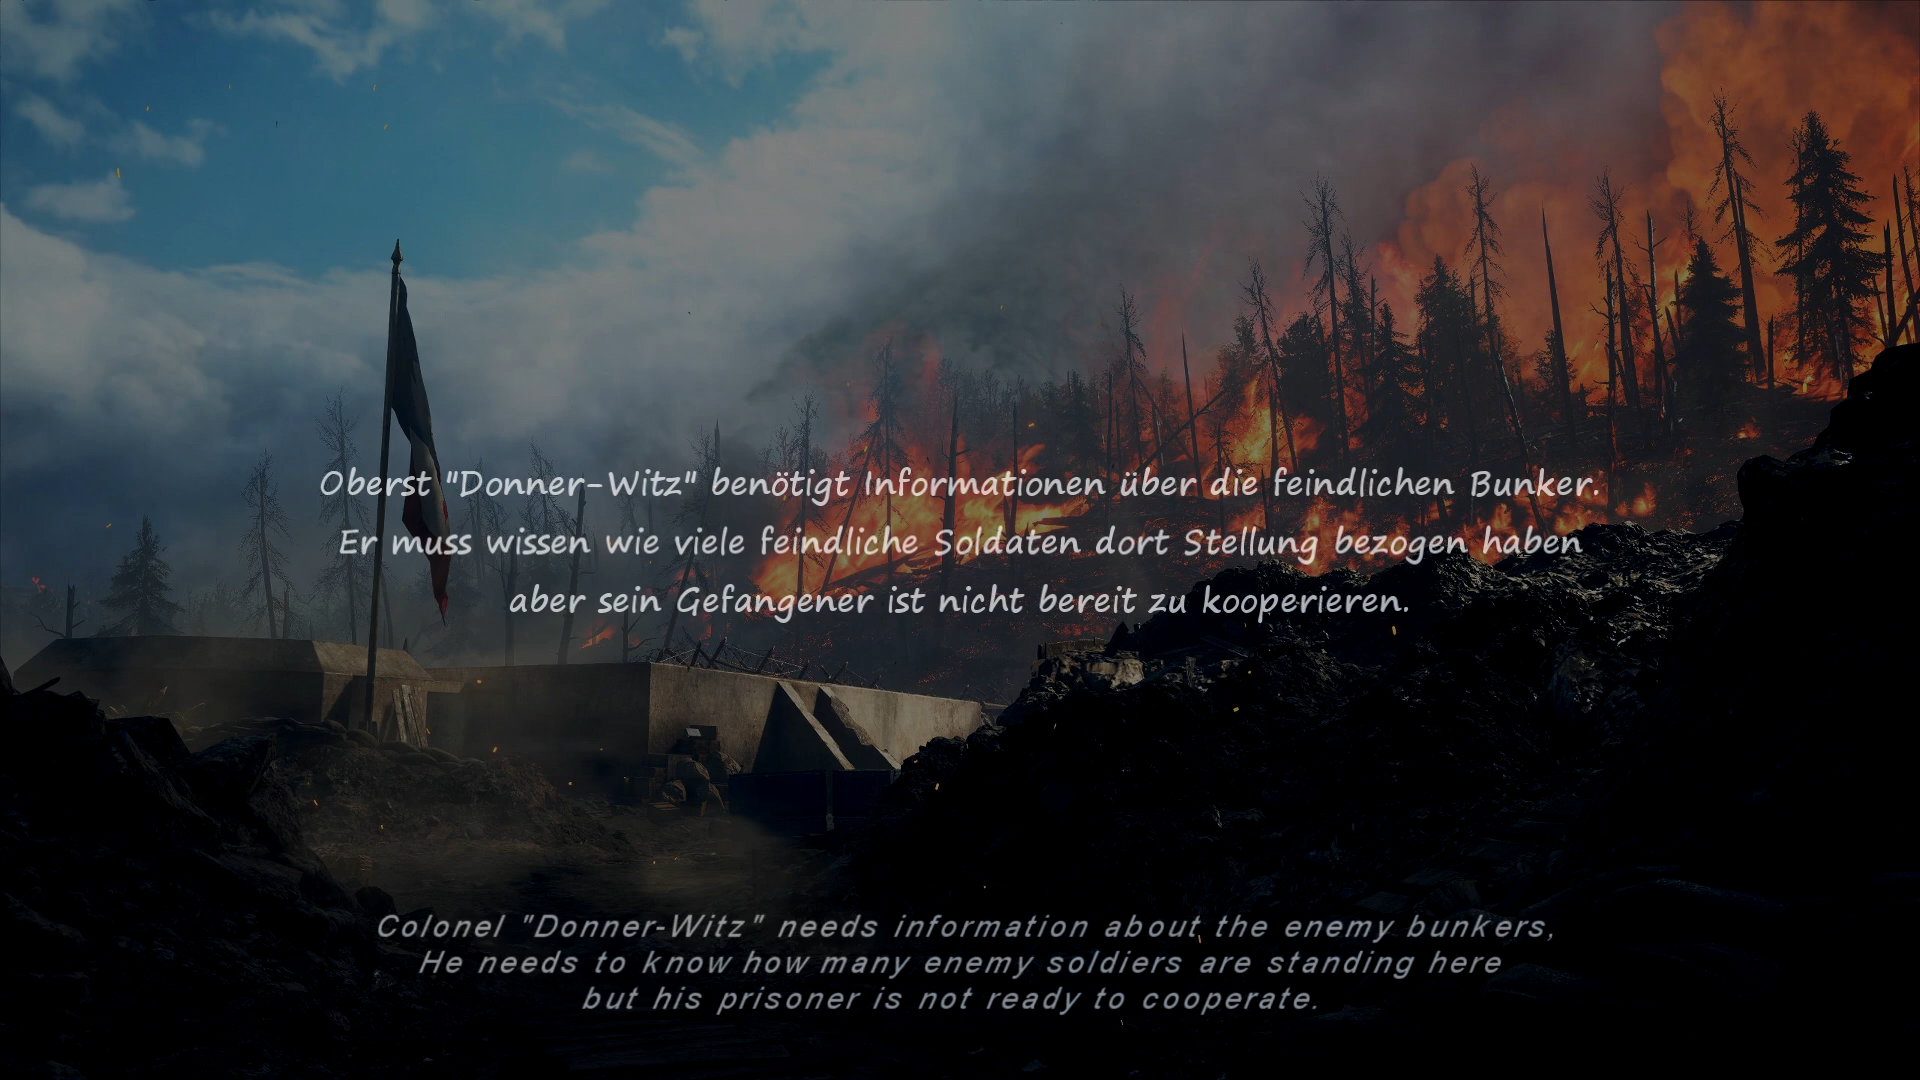 Oberst "Donner-Witz" benötigt Informationen über die feindlichen Bunker.
Er muss wissen wie viele feindliche Soldaten dort Stellung bezogen haben
aber sein Gefangener ist nicht bereit zu kooperieren.
Colonel "Donner-Witz" needs information about the enemy bunkers,
He needs to know how many enemy soldiers are standing here
but his prisoner is not ready to cooperate.